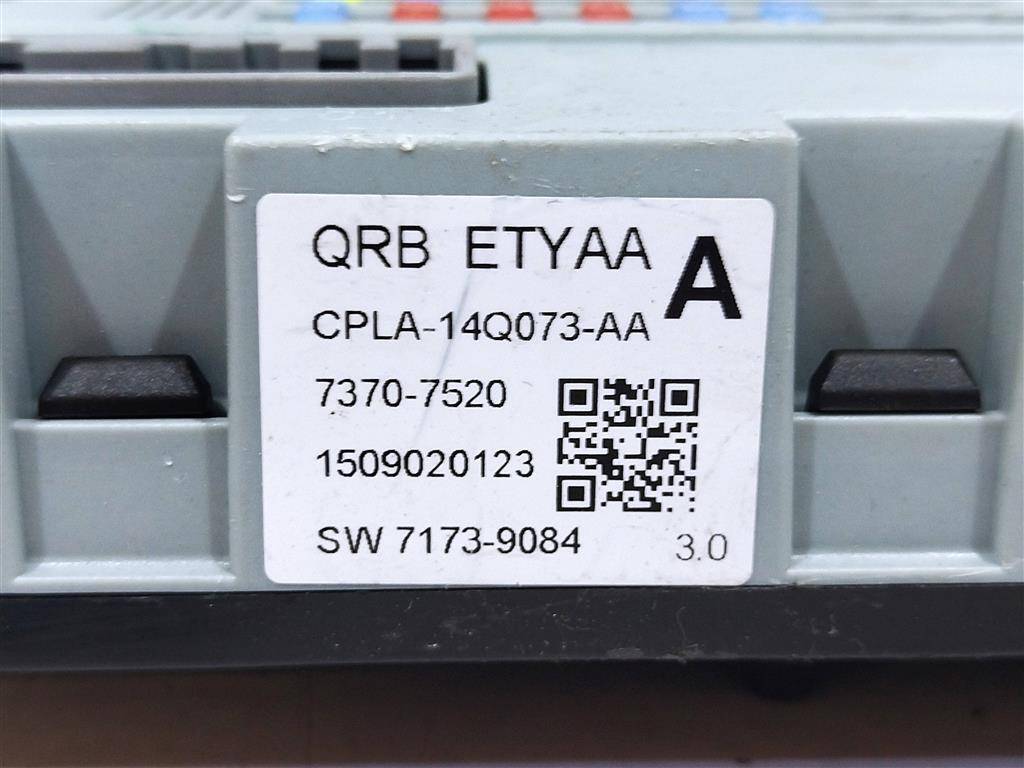 QRB ETYAA A
CPLA-14Q073-AA
7370-7520
1509020123
SW 7173-9084 3.0